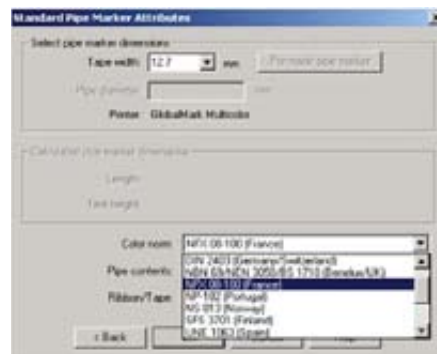 Standard Pipe Marker Attributes
Select pipe marker dimensions
Tape width: 12.7 mm
Pipe diameter: mm
Printer: GlobalMark Multicolor
Calculated pipe marker dimensions
Length:
Text height:
Color norm: NFX 08-100 (France)
DIN 2403 (Germany/Switzerland)
Pipe contents: NBN 69/NEN 3050/BS 1710 (Benelux/UK)
NFX 08-100 (France)
Ribbon/Tape: NP-182 (Portugal)
NS 813 (Norway)
SFS 3701 (Finland)
UNE 1063 (Spain)
< Back